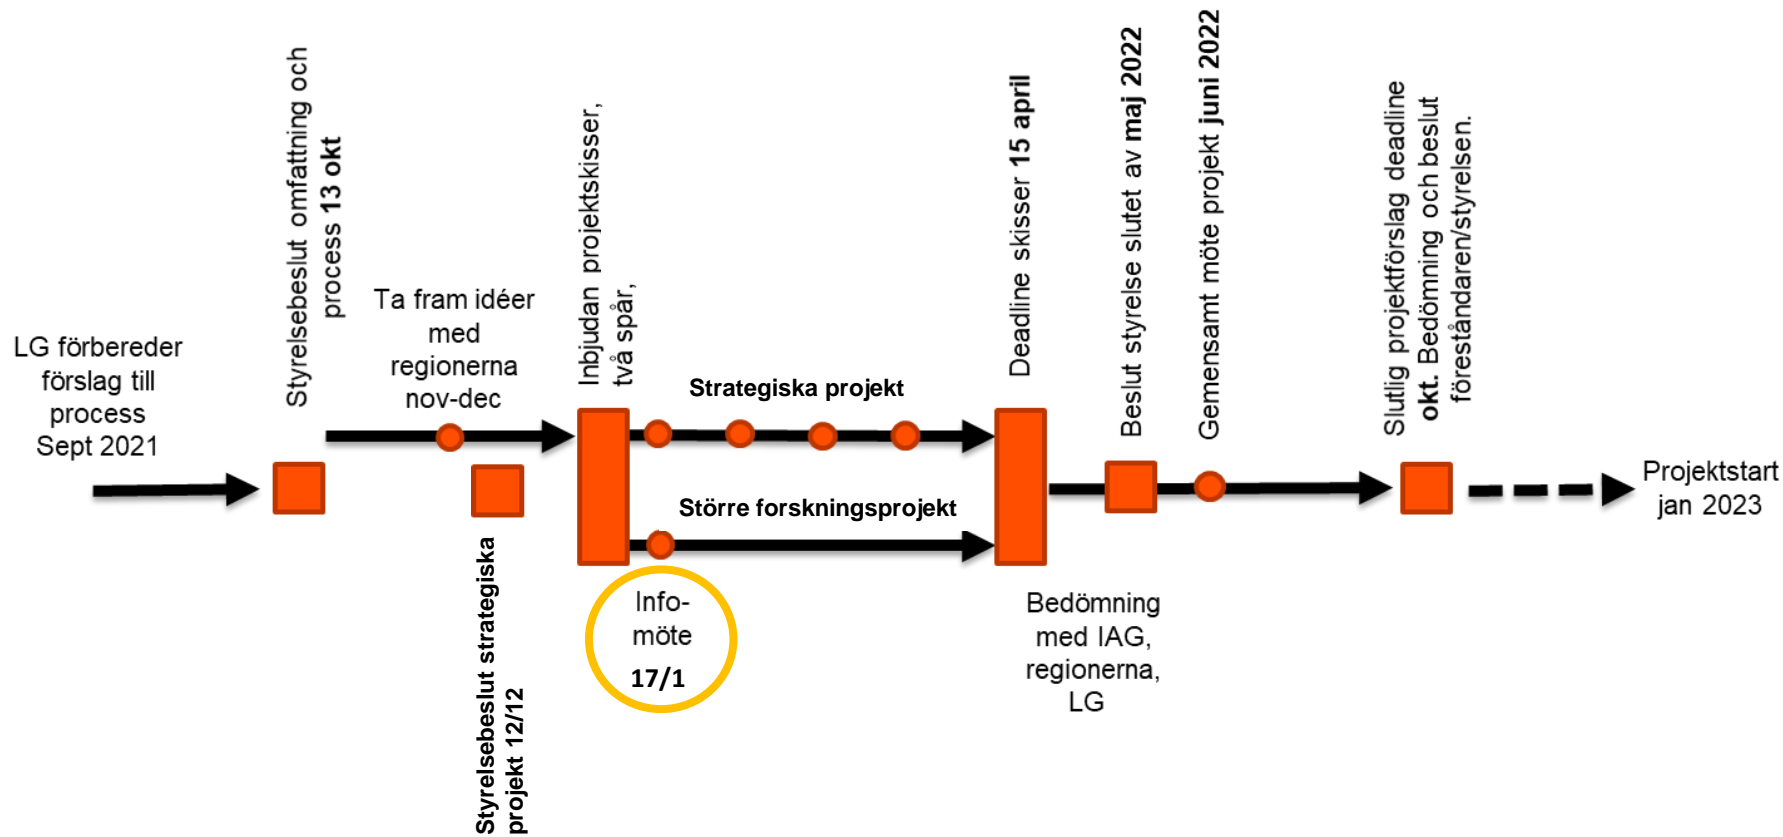 LG förbereder
förslag till
process
Sept 2021
Styrelsebeslut omfattning och
process 13 okt
Ta fram idéer
med
regionerna
nov-dec
Styrelsebeslut strategiska
projekt 12/12
Inbjudan projektskisser,
två spår,
Strategiska projekt
Större forskningsprojekt
Info-
möte
17/1
Deadline skisser 15 april
Bedömning
med IAG,
regionerna,
LG
Beslut styrelse slutet av maj 2022
Gemensamt möte projekt juni 2022
Slutlig projektförslag deadline
okt. Bedömning och beslut
föreståndaren/styrelsen.
Projektstart
jan 2023